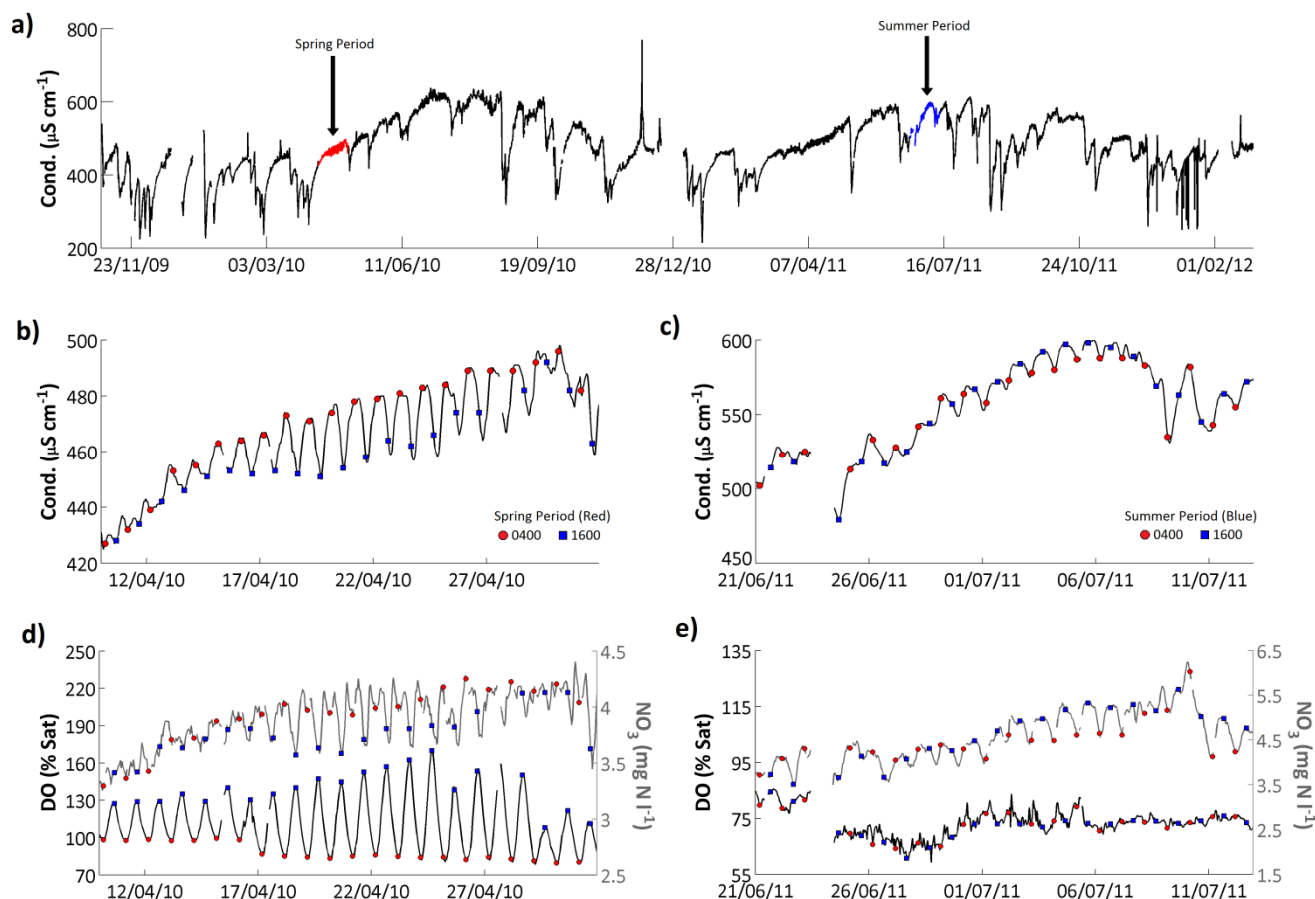 a)
Spring Period
Summer Period
Cond. (µS cm⁻¹)
800
600
400
200
23/11/09 03/03/10 11/06/10 19/09/10 28/12/10 07/04/11 16/07/11 24/10/11 01/02/12
b)
Cond. (µS cm⁻¹)
500
480
460
440
420
Spring Period (Red)
0400 1600
12/04/10 17/04/10 22/04/10 27/04/10
c)
Cond. (µS cm⁻¹)
600
550
500
450
Summer Period (Blue)
0400 1600
21/06/11 26/06/11 01/07/11 06/07/11 11/07/11
d)
DO (% Sat)
250
220
190
160
130
100
70
4.5
4
3.5
3
2.5
NO₃ (mg N l⁻¹)
12/04/10 17/04/10 22/04/10 27/04/10
e)
DO (% Sat)
135
115
95
75
55
6.5
5.5
4.5
3.5
2.5
1.5
NO₃ (mg N l⁻¹)
21/06/11 26/06/11 01/07/11 06/07/11 11/07/11